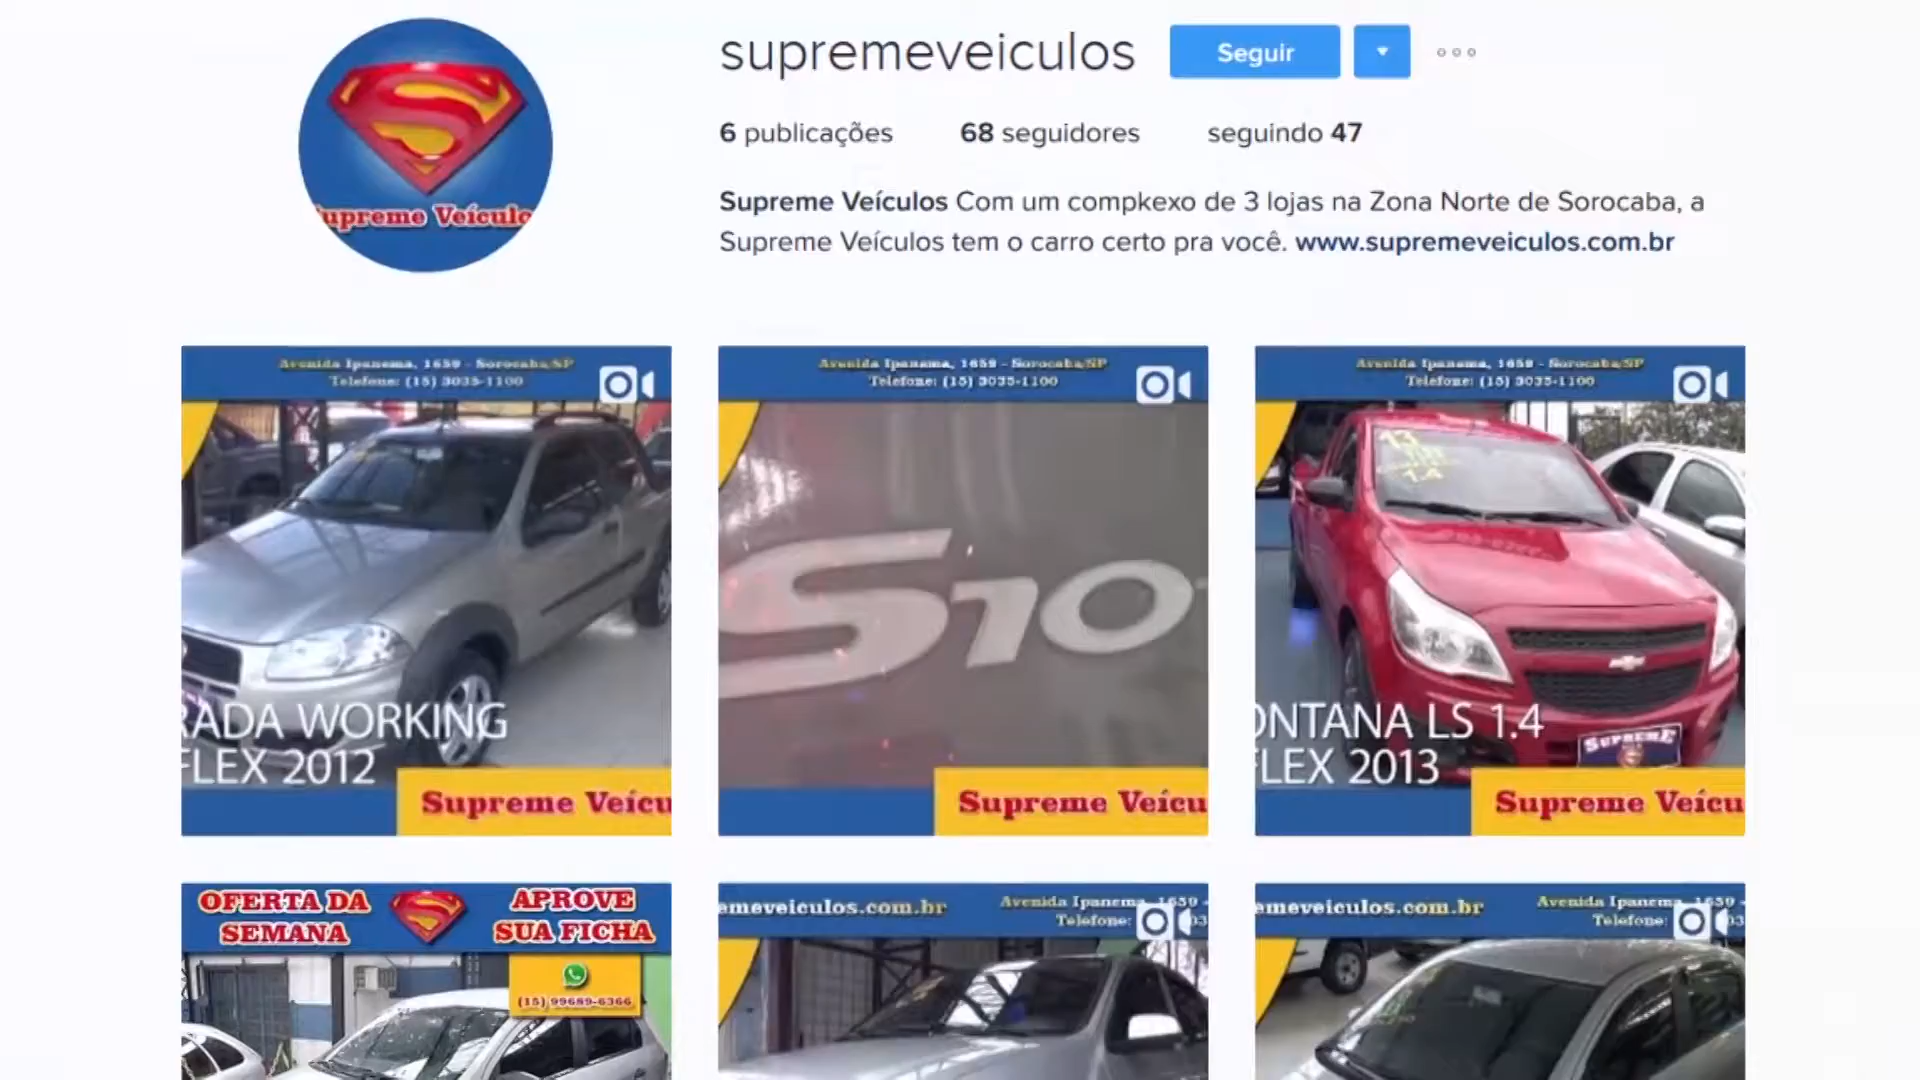 supremeveiculos
Seguir
6 publicações
68 seguidores
seguindo 47
Supreme Veículos Com um compkexo de 3 lojas na Zona Norte de Sorocaba, a
Supreme Veículos tem o carro certo pra você. www.supremeveiculos.com.br
upreme Veículo
Avenida Ipanema, 1659 - Sorocaba/SP
Telefone: (15) 3035-1100
RADA WORKING
FLEX 2012
Supreme Veícu
Avenida Ipanema, 1659 - Sorocaba/SP
Telefone: (15) 3035-1100
S10
Supreme Veícu
Avenida Ipanema, 1659 - Sorocaba/SP
Telefone: (15) 3035-1100
13
1.4
ONTANA LS 1.4
FLEX 2013
SUPREME
Supreme Veícu
OFERTA DA
SEMANA
APROVE
SUA FICHA
(15) 99689-6366
emeveiculos.com.br
Avenida Ipanema, 1659 -
Telefone:
emeveiculos.com.br
Avenida Ipanema, 1659 -
Telefone: